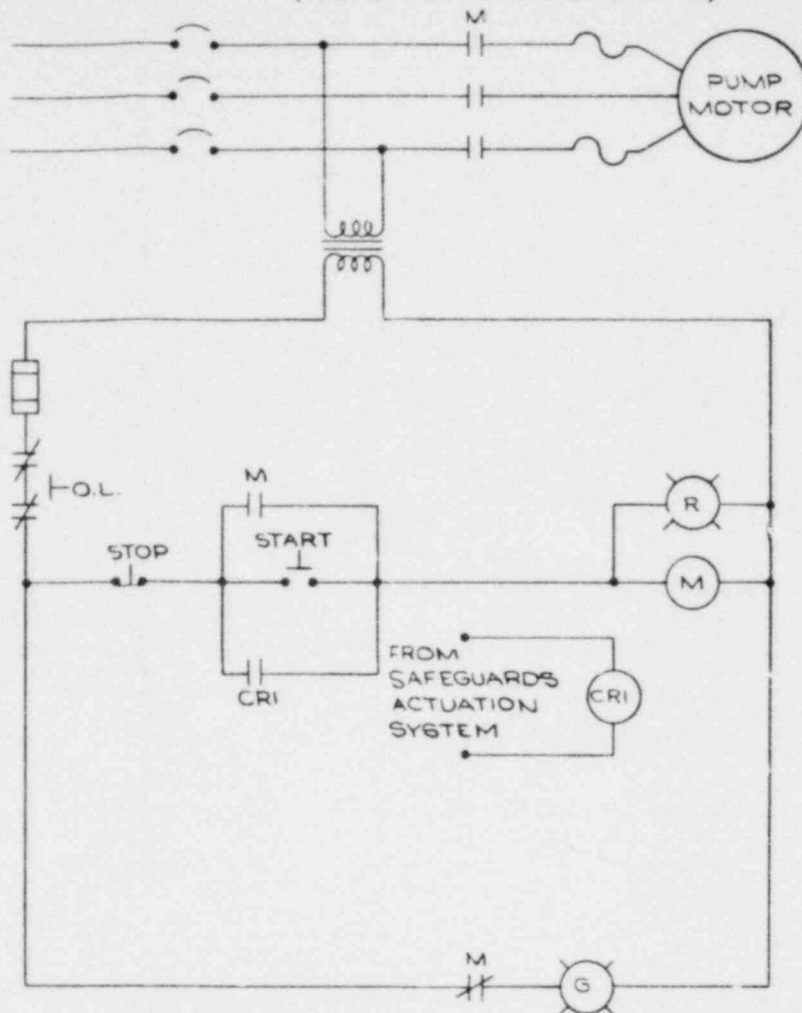 M
PUMP
MOTOR
O.L.
M
START
STOP
R
M
CR1
FROM
SAFEGUARDS
ACTUATION
SYSTEM
CR1
M
G